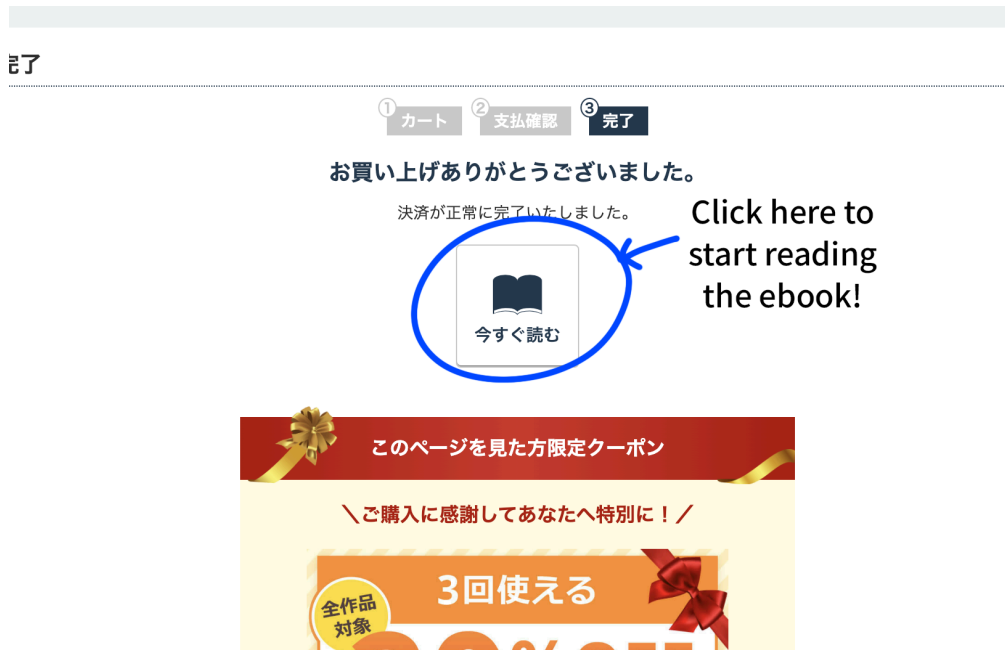 完了
① カート ② 支払確認 ③ 完了
お買い上げありがとうございました。
決済が正常に完了いたしました。
Click here to
start reading
the ebook!
今すぐ読む
このページを見た方限定クーポン
\ご購入に感謝してあなたへ特別に！/
3回使える
全作品
対象
%OFF